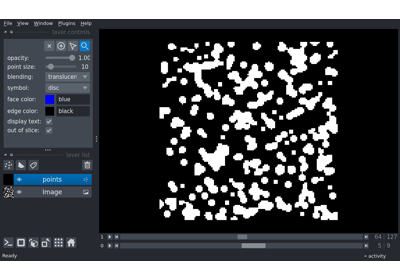 File View Window Plugins Help
layer controls
opacity: 1.00
point size: 10
blending: translucen
symbol: disc
face color: blue
edge color: black
display text:
out of slice:
layer list
points
Image
1 64 127
0 5 9
Ready activity